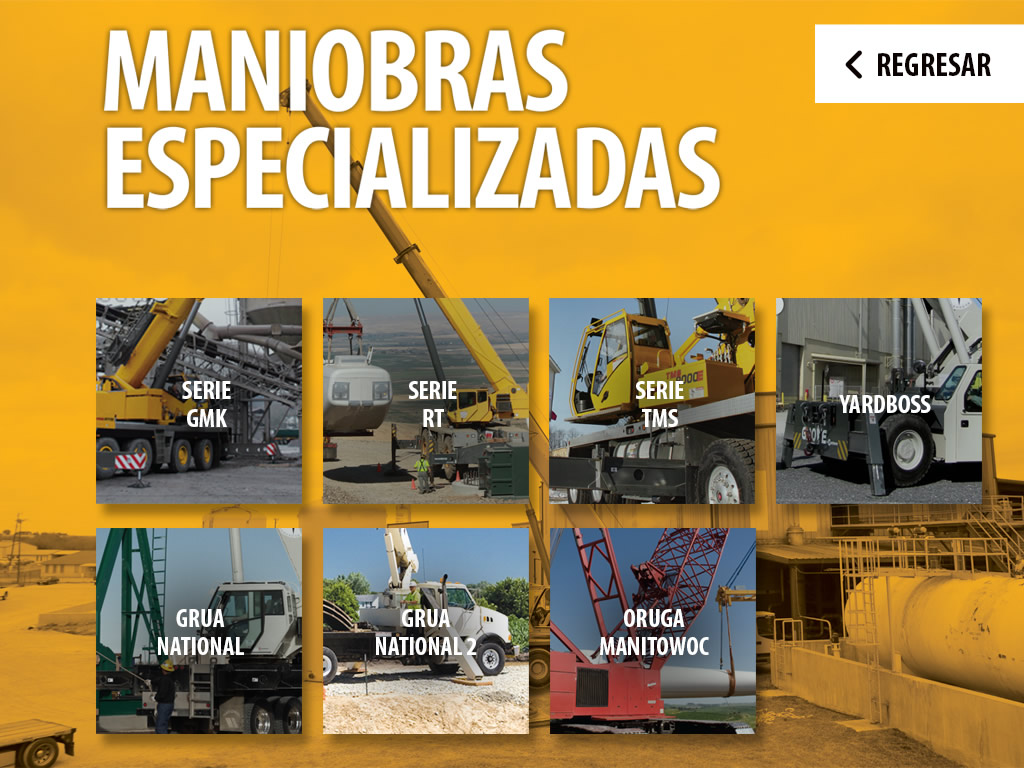 MANIOBRAS
ESPECIALIZADAS
REGRESAR
SERIE
GMK
SERIE
RT
SERIE
TMS
YARDBOSS
GRUA
NATIONAL
GRUA
NATIONAL 2
ORUGA
MANITOWOC